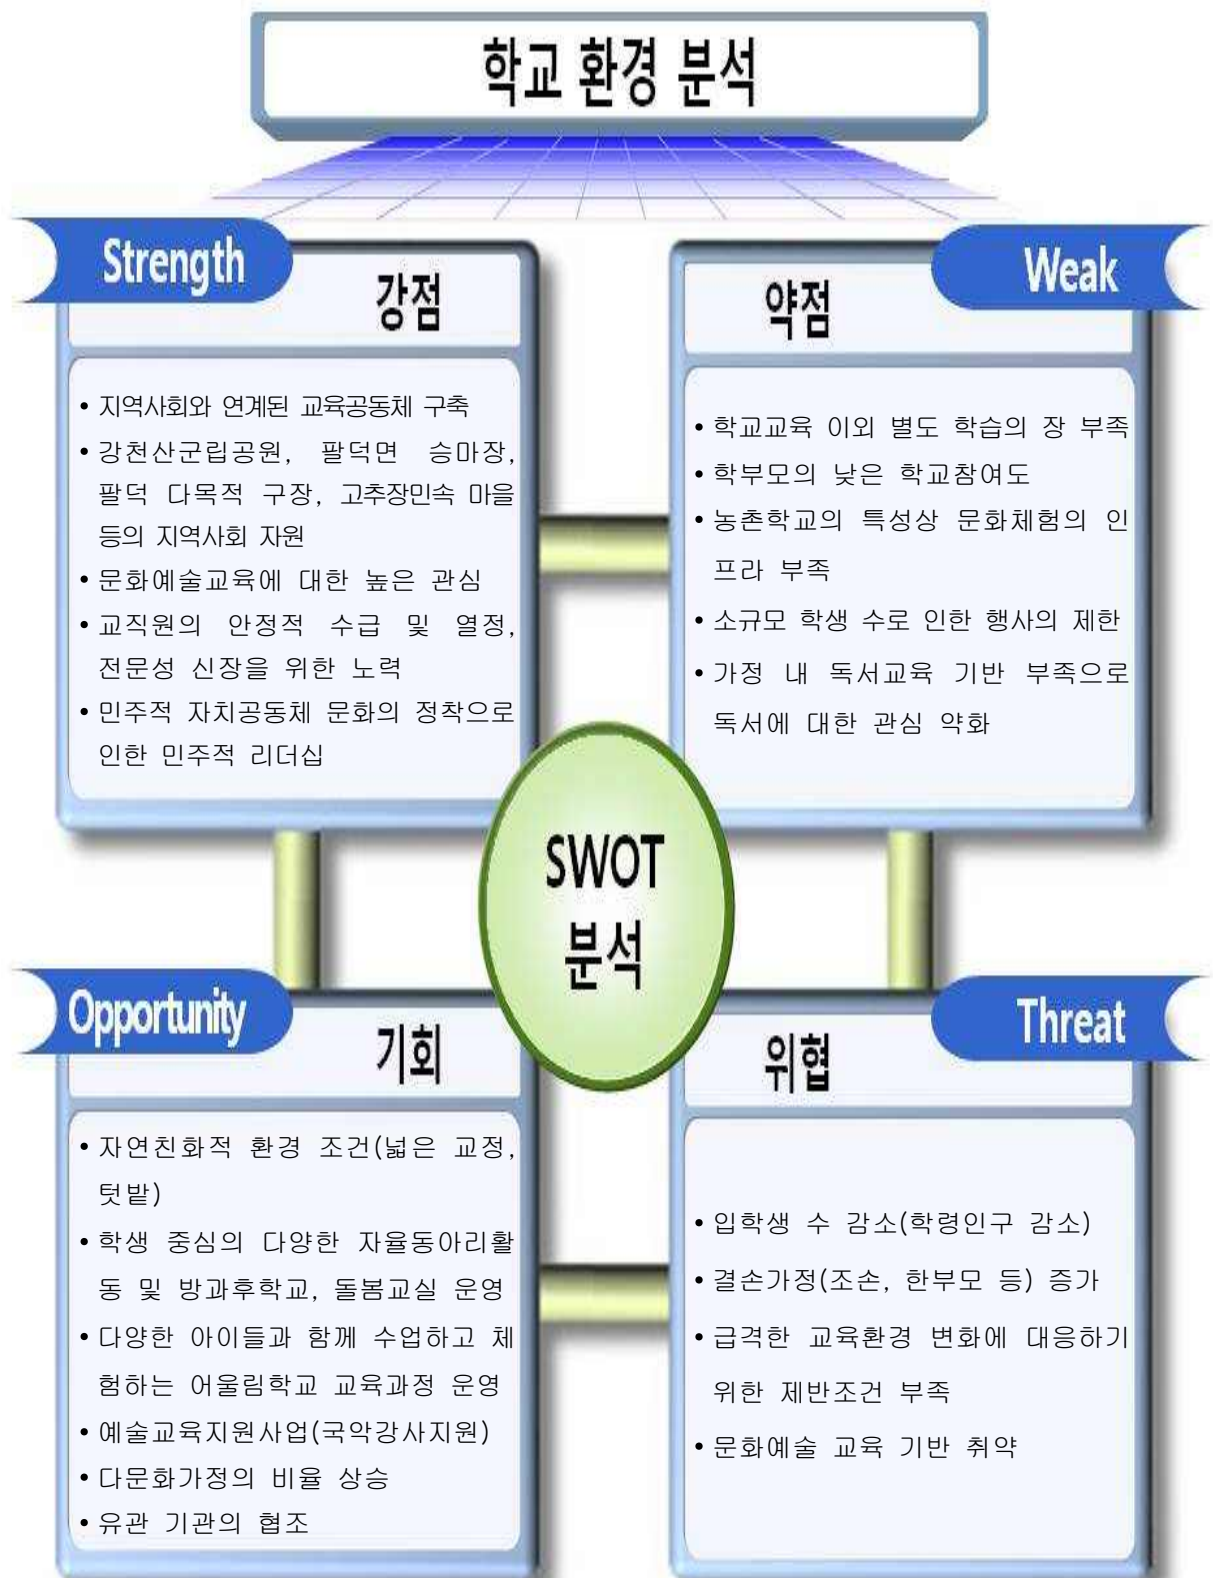 학교 환경 분석
Strength
강점
• 지역사회와 연계된 교육공동체 구축
• 강천산군립공원, 팔덕면 승마장,
팔덕 다목적 구장, 고추장민속 마을
등의 지역사회 자원
• 문화예술교육에 대한 높은 관심
• 교직원의 안정적 수급 및 열정,
전문성 신장을 위한 노력
• 민주적 자치공동체 문화의 정착으로
인한 민주적 리더십
Weak
약점
• 학교교육 이외 별도 학습의 장 부족
• 학부모의 낮은 학교참여도
• 농촌학교의 특성상 문화체험의 인
프라 부족
• 소규모 학생 수로 인한 행사의 제한
• 가정 내 독서교육 기반 부족으로
독서에 대한 관심 약화
SWOT
분석
Opportunity
기회
• 자연친화적 환경 조건(넓은 교정,
텃밭)
• 학생 중심의 다양한 자율동아리활
동 및 방과후학교, 돌봄교실 운영
• 다양한 아이들과 함께 수업하고 체
험하는 어울림학교 교육과정 운영
• 예술교육지원사업(국악강사지원)
• 다문화가정의 비율 상승
• 유관 기관의 협조
Threat
위협
• 입학생 수 감소(학령인구 감소)
• 결손가정(조손, 한부모 등) 증가
• 급격한 교육환경 변화에 대응하기
위한 제반조건 부족
• 문화예술 교육 기반 취약